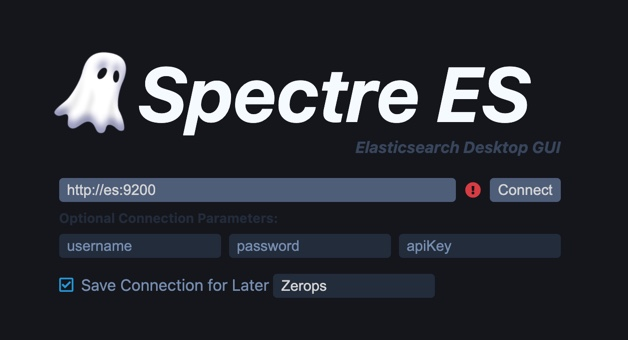 Spectre ES
Elasticsearch Desktop GUI
http://es:9200 ! Connect
Optional Connection Parameters:
username password apiKey
Save Connection for Later Zerops